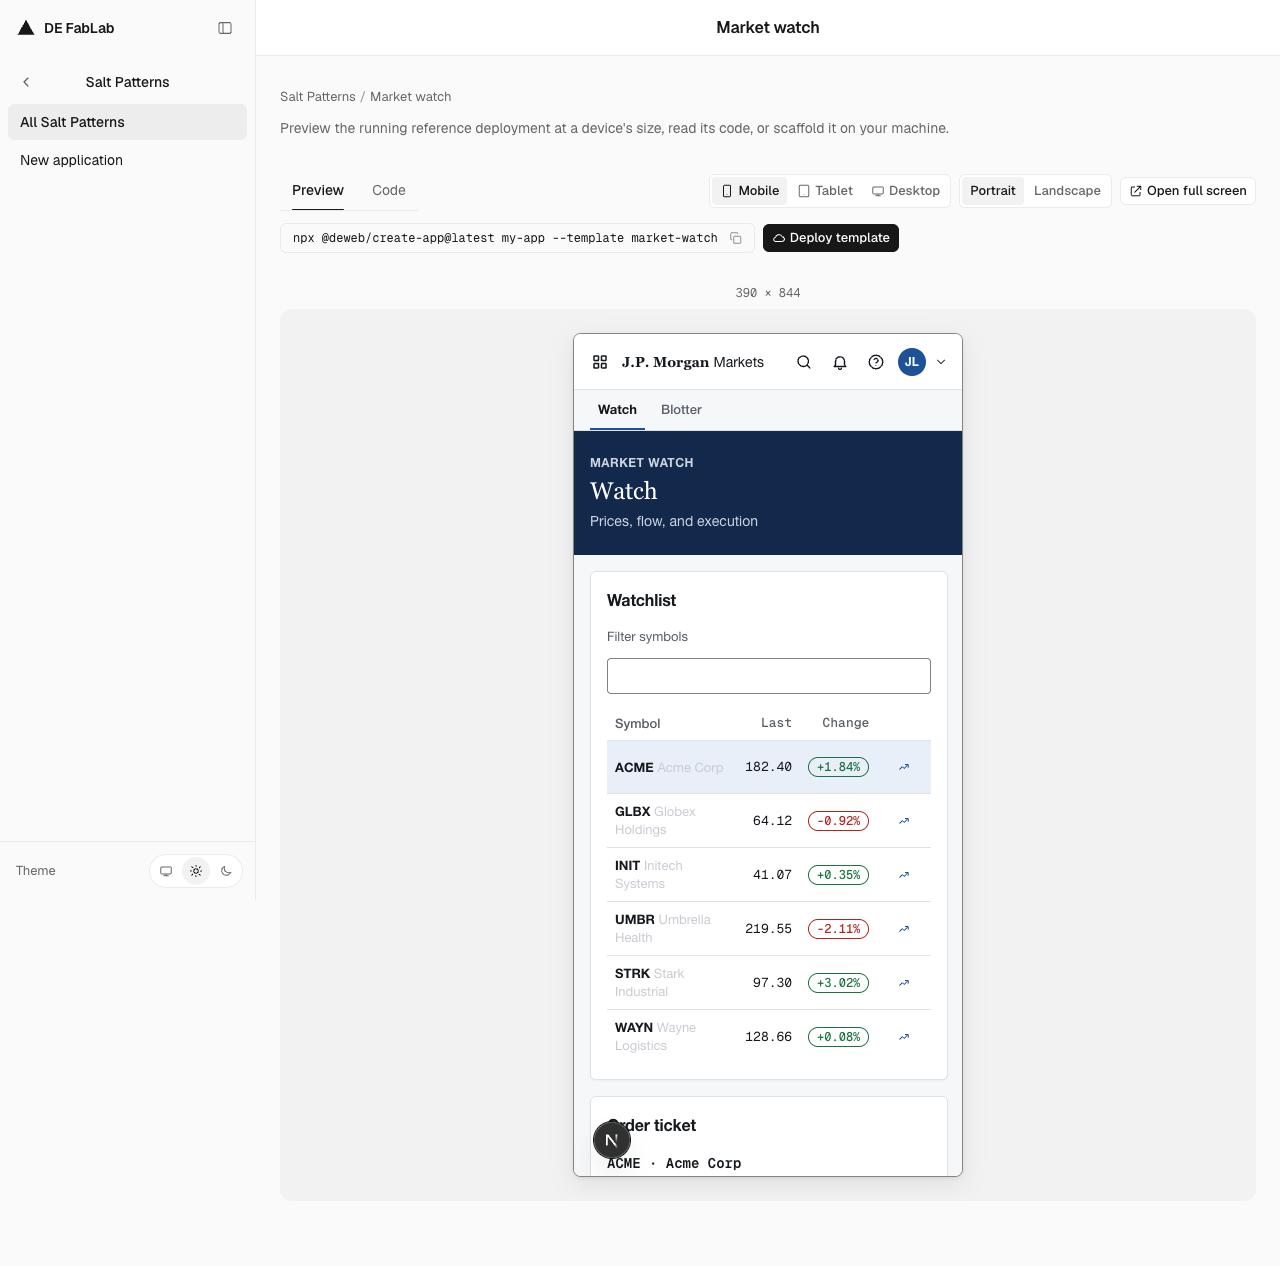 DE FabLab
Market watch
Salt Patterns
All Salt Patterns
New application
Salt Patterns / Market watch
Preview the running reference deployment at a device's size, read its code, or scaffold it on your machine.
Preview Code
Mobile Tablet Desktop Portrait Landscape Open full screen
npx @deweb/create-app@latest my-app --template market-watch Deploy template
390 × 844
J.P. Morgan Markets JL
Watch Blotter
MARKET WATCH
Watch
Prices, flow, and execution
Watchlist
Filter symbols
Symbol Last Change
ACME Acme Corp 182.40 +1.84%
GLBX Globex
Holdings 64.12 -0.92%
INIT Initech
Systems 41.07 +0.35%
UMBR Umbrella
Health 219.55 -2.11%
STRK Stark
Industrial 97.30 +3.02%
WAYN Wayne
Logistics 128.66 +0.08%
Order ticket
N
ACME · Acme Corp
Theme